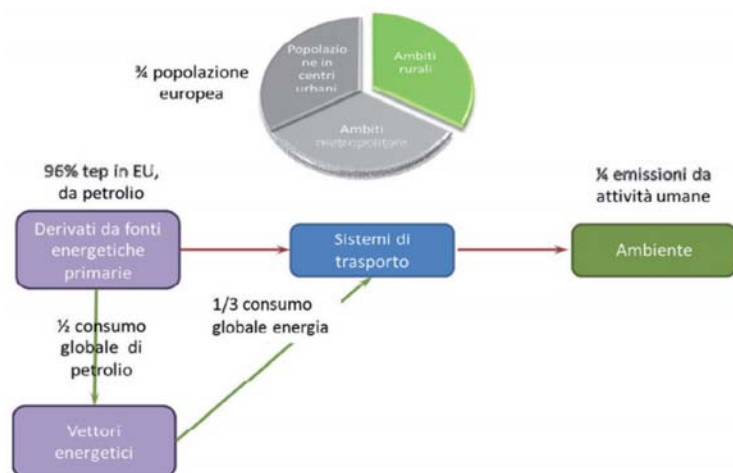 Popolazio
ne in
centri
urbani
Ambiti
rurali
Ambiti
metropolitare
¾ popolazione
europea
96% tep in EU,
da petrolio
¼ emissioni da
attività umane
Derivati da fonti
energetiche
primarie
Sistemi di
trasporto
Ambiente
1/3 consumo
globale energia
½ consumo
globale di
petrolio
Vettori
energetici